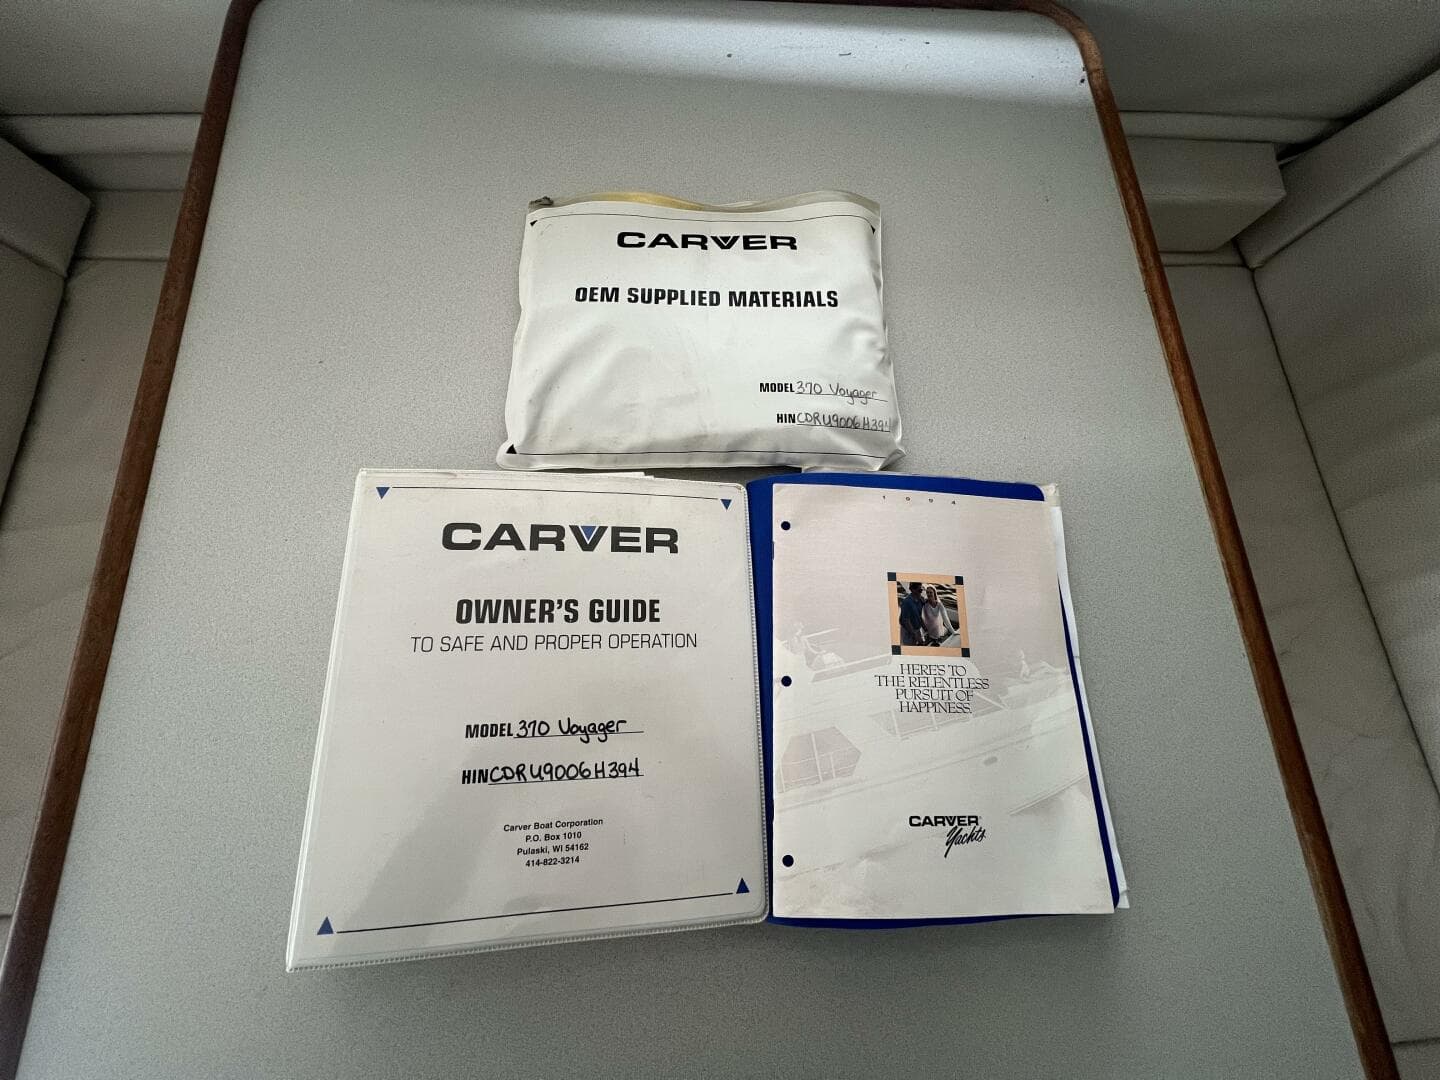 CARVER
OEM SUPPLIED MATERIALS
MODEL 370 Voyager
HIN CDRU9006H394
CARVER
OWNER'S GUIDE
TO SAFE AND PROPER OPERATION
MODEL 370 Voyager
HIN CDRU9006H394
Carver Boat Corporation
P.O. Box 1010
Pulaski, WI 54162
414-822-3214
1994
HERE'S TO
THE RELENTLESS
PURSUIT OF
HAPPINESS.
CARVER
Yachts